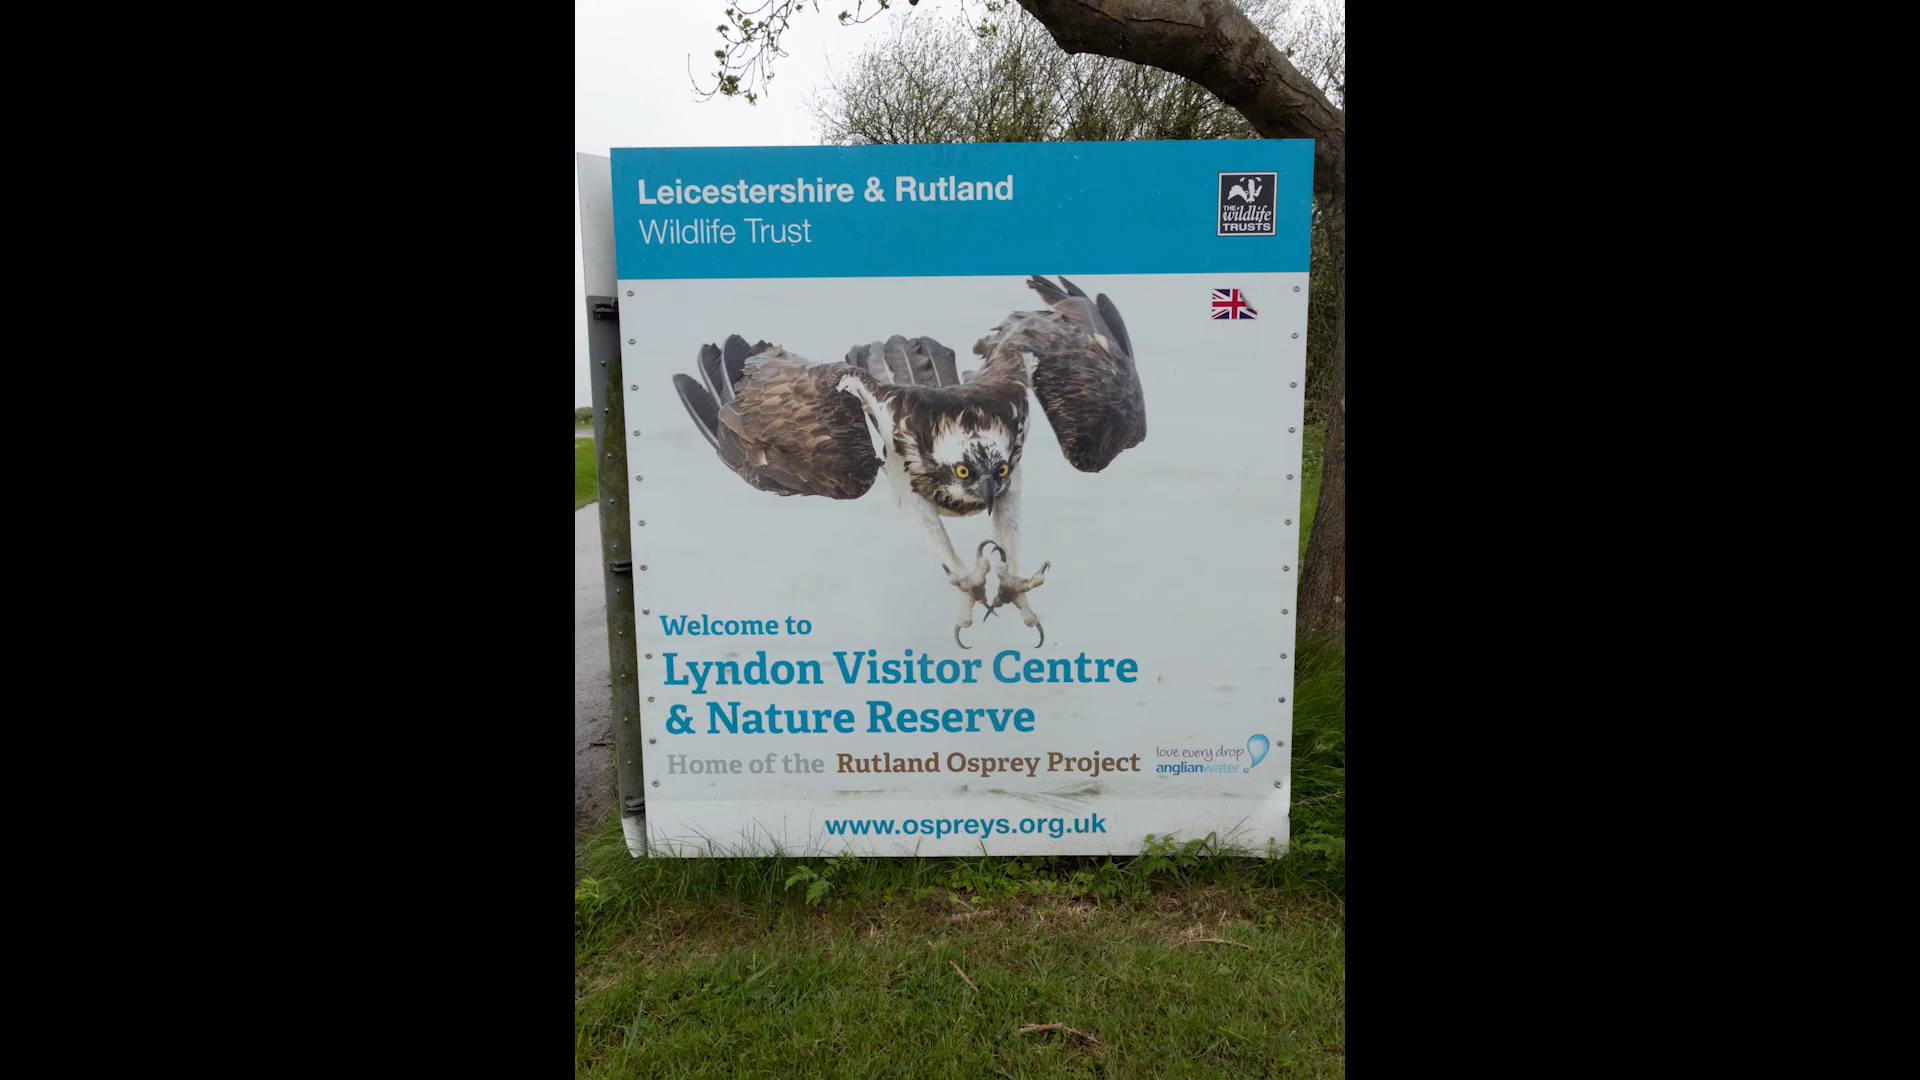 Leicestershire & Rutland
Wildlife Trust
THE
wildlife
TRUSTS
Welcome to
Lyndon Visitor Centre
& Nature Reserve
Home of the Rutland Osprey Project
love every drop
anglianwater
www.ospreys.org.uk